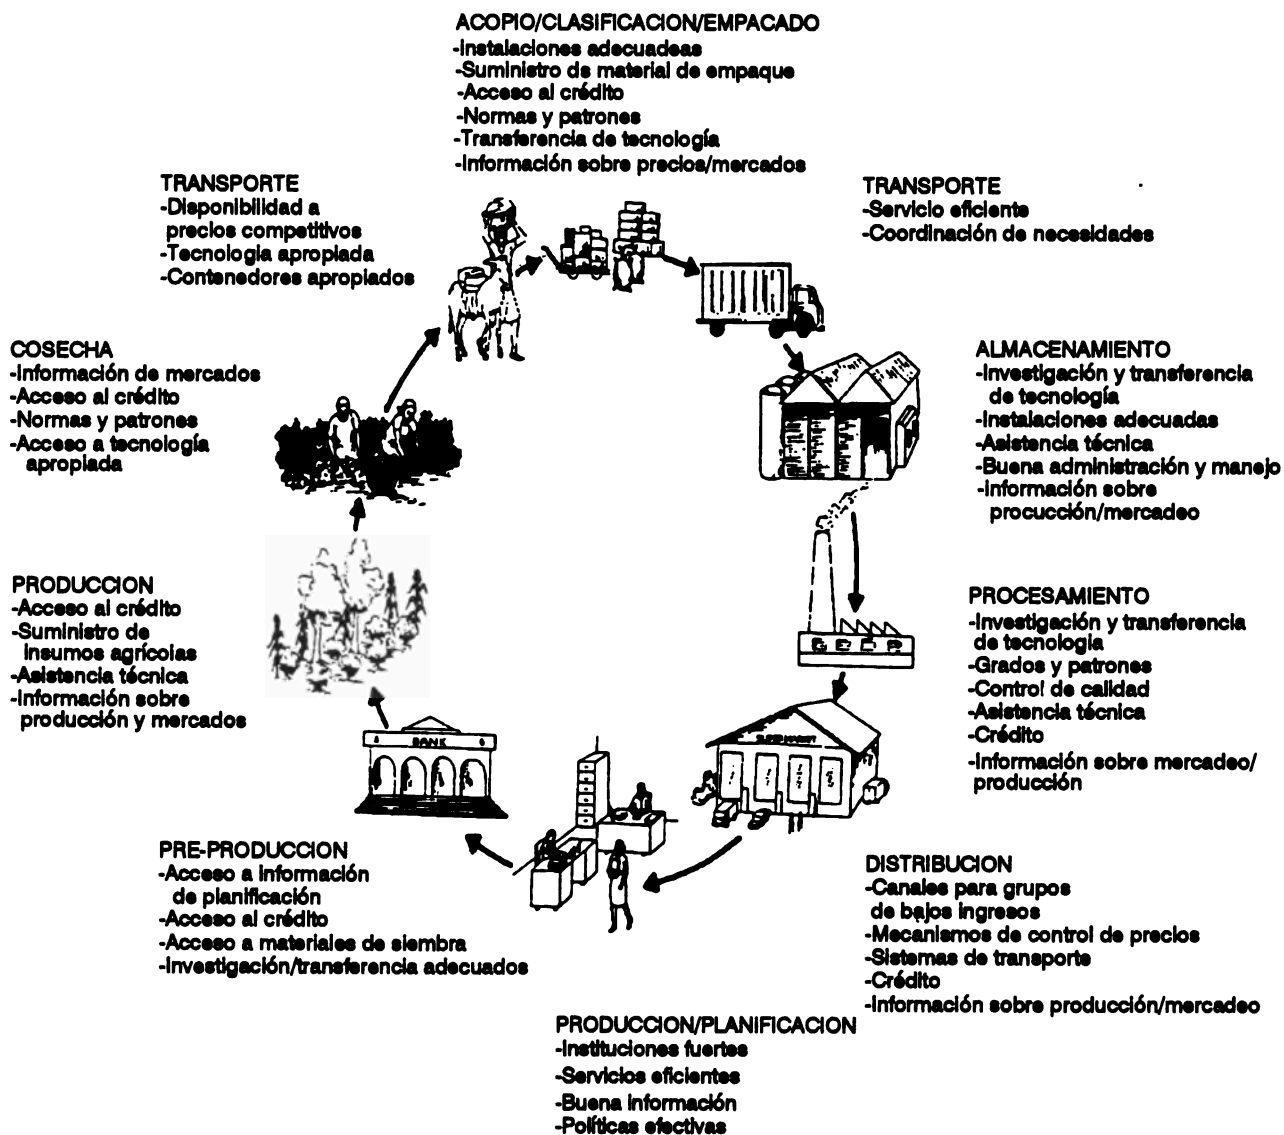 ACOPIO/CLASIFICACION/EMPACADO
-Instalaciones adecuadeas
-Suministro de material de empaque
-Acceso al crédito
-Normas y patrones
-Transferencia de tecnología
-Información sobre precios/mercados
TRANSPORTE
-Disponibilidad a
precios competitivos
-Tecnologia apropiada
-Contenedores apropiados
TRANSPORTE
-Servicio eficiente
-Coordinación de necesidades
COSECHA
-Información de mercados
-Acceso al crédito
-Normas y patrones
-Acceso a tecnología
apropiada
ALMACENAMIENTO
-Investigación y transferencia
de tecnología
-Instalaciones adecuadas
-Asistencia técnica
-Buena administración y manejo
-Información sobre
procucción/mercadeo
PRODUCCION
-Acceso al crédito
-Suministro de
insumos agrícolas
-Asistencia técnica
-Información sobre
producción y mercados
PROCESAMIENTO
-Investigación y transferencia
de tecnologia
-Grados y patrones
-Control de calidad
-Asistencia técnica
-Crédito
-Información sobre mercadeo/
producción
BANK
SUPERMARKET
PRE-PRODUCCION
-Acceso a información
de planificación
-Acceso al crédito
-Acceso a materiales de siembra
-Investigación/transferencia adecuados
DISTRIBUCION
-Canales para grupos
de bajos ingresos
-Mecanismos de control de precios
-Sistemas de transporte
-Crédito
-Información sobre producción/mercadeo
PRODUCCION/PLANIFICACION
-Instituciones fuertes
-Servicios eficientes
-Buena información
-Políticas efectivas